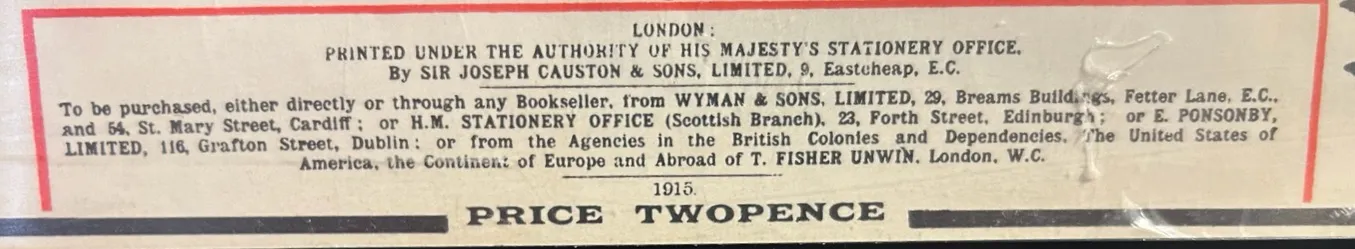 LONDON:
PRINTED UNDER THE AUTHORITY OF HIS MAJESTY'S STATIONERY OFFICE.
By SIR JOSEPH CAUSTON & SONS, LIMITED, 9, Eastcheap, E.C.
To be purchased, either directly or through any Bookseller, from WYMAN & SONS, LIMITED, 29, Breams Buildings, Fetter Lane, E.C.,
and 54, St. Mary Street, Cardiff; or H.M. STATIONERY OFFICE (Scottish Branch), 23, Forth Street, Edinburgh; or E. PONSONBY,
LIMITED, 116, Grafton Street, Dublin; or from the Agencies in the British Colonies and Dependencies, The United States of
America, the Continent of Europe and Abroad of T. FISHER UNWIN, London, W.C.
1915.
PRICE TWOPENCE